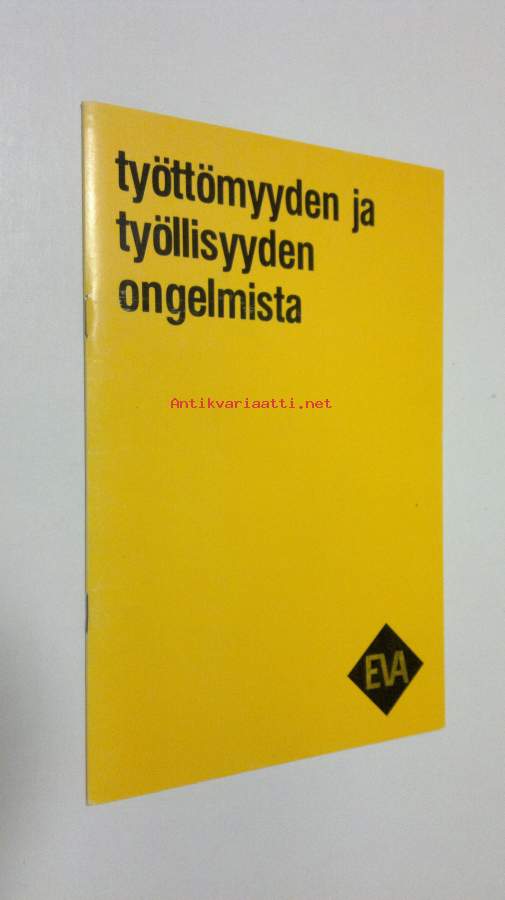 työttömyyden ja
työllisyyden
ongelmista
Antikvariaatti.net
EVA